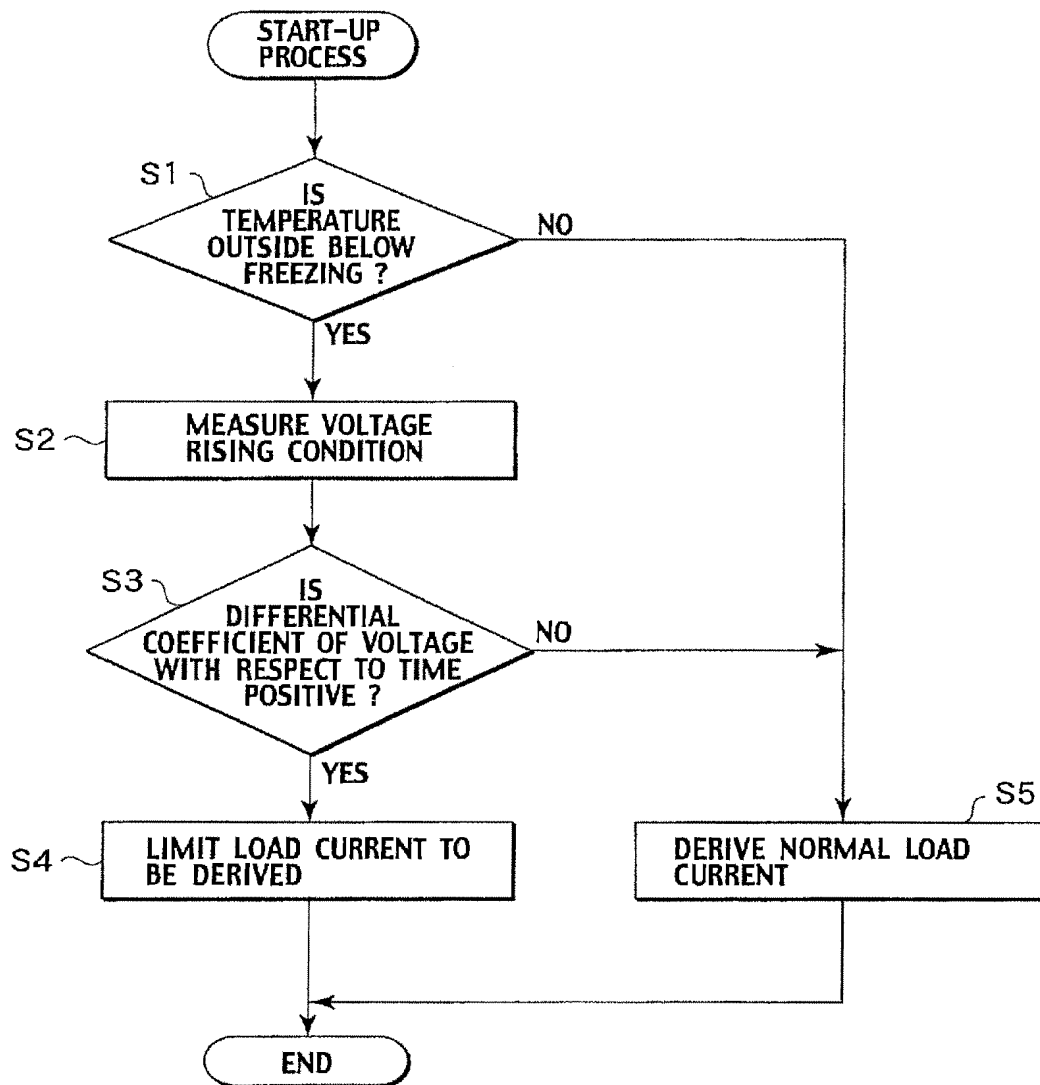 START-UP
PROCESS
S1
IS
TEMPERATURE
OUTSIDE BELOW
FREEZING ?
NO
YES
S2
MEASURE VOLTAGE
RISING CONDITION
S3
IS
DIFFERENTIAL
COEFFICIENT OF VOLTAGE
WITH RESPECT TO TIME
POSITIVE ?
NO
YES
S4
LIMIT LOAD CURRENT TO
BE DERIVED
S5
DERIVE NORMAL LOAD
CURRENT
END